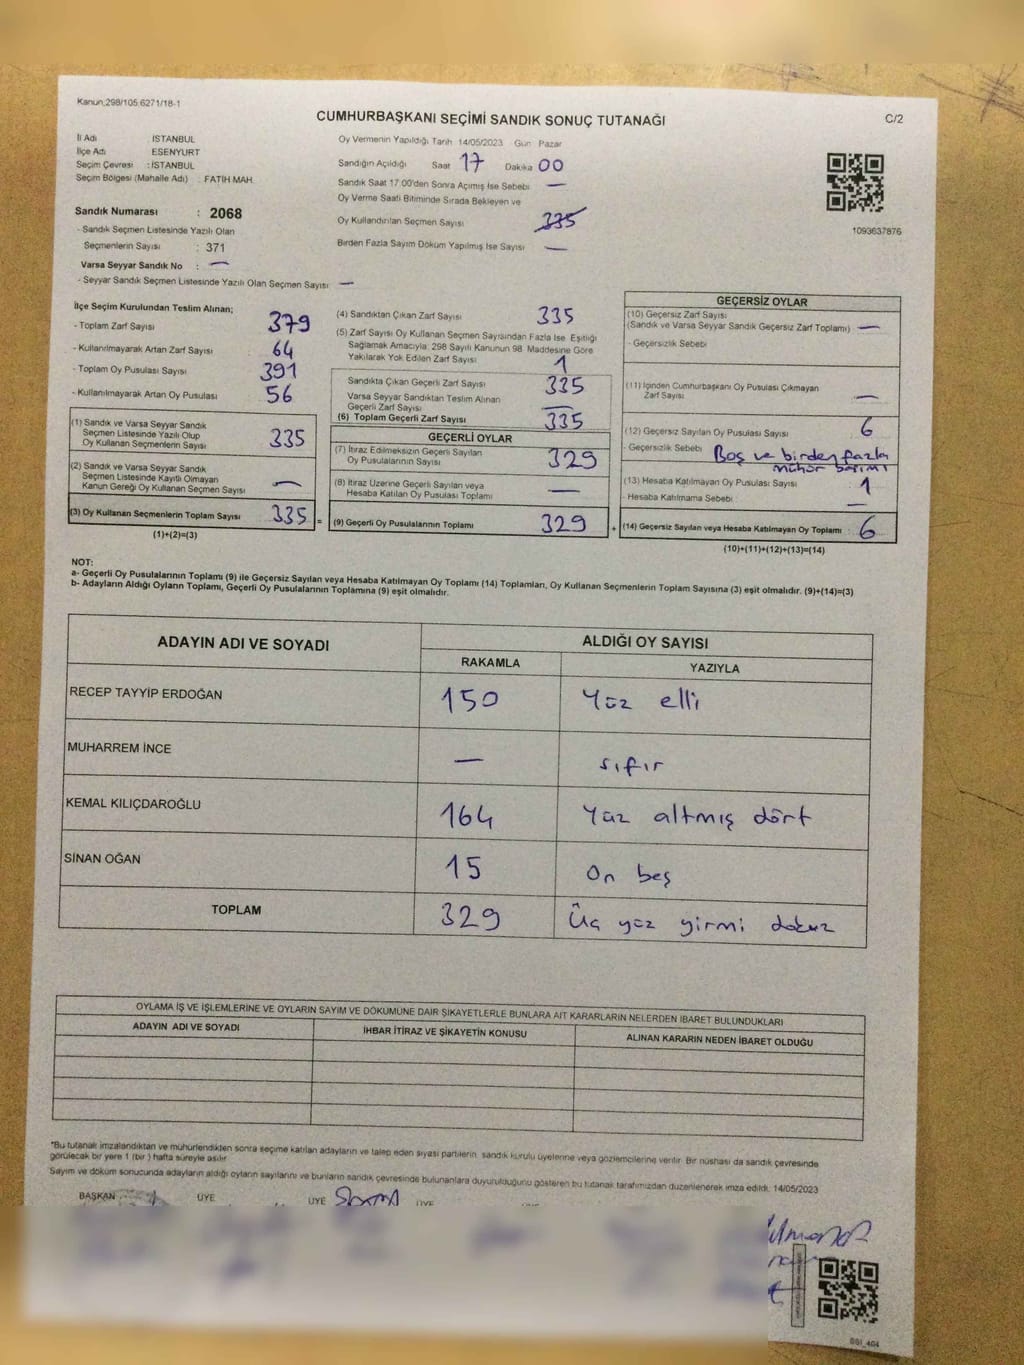 Kanun,298/105,6271/18-1
CUMHURBAŞKANI SEÇİMİ SANDIK SONUÇ TUTANAĞI
C/2
İl Adı : İSTANBUL
İlçe Adı : ESENYURT
Seçim Çevresi : İSTANBUL
Seçim Bölgesi (Mahalle Adı) : FATİH MAH.
Sandık Numarası : 2068
- Sandık Seçmen Listesinde Yazılı Olan
Seçmenlerin Sayısı : 371
Varsa Seyyar Sandık No : —
- Seyyar Sandık Seçmen Listesinde Yazılı Olan Seçmen Sayısı : —
Oy Vermenin Yapıldığı Tarih 14/05/2023 Gün Pazar
Sandığın Açıldığı Saat 17 Dakika 00
Sandık Saat 17:00'den Sonra Açılmış İse Sebebi —
Oy Verme Saati Bitiminde Sırada Bekleyen ve
Oy Kullandırılan Seçmen Sayısı 335
Birden Fazla Sayım Döküm Yapılmış İse Sayısı —
1093637876
İlçe Seçim Kurulundan Teslim Alınan;
- Toplam Zarf Sayısı 379
- Kullanılmayarak Artan Zarf Sayısı 64
- Toplam Oy Pusulası Sayısı 391
- Kullanılmayarak Artan Oy Pusulası 56
(1) Sandık ve Varsa Seyyar Sandık
Seçmen Listesinde Yazılı Olup
Oy Kullanan Seçmenlerin Sayısı 335
(2) Sandık ve Varsa Seyyar Sandık
Seçmen Listesinde Kayıtlı Olmayan
Kanun Gereği Oy Kullanan Seçmen Sayısı —
(3) Oy Kullanan Seçmenlerin Toplam Sayısı 335 =
(1)+(2)=(3)
(4) Sandıktan Çıkan Zarf Sayısı 335
(5) Zarf Sayısı Oy Kullanan Seçmen Sayısından Fazla İse, Eşitliği
Sağlamak Amacıyla; 298 Sayılı Kanunun 98. Maddesine Göre
Yakılarak Yok Edilen Zarf Sayısı 1
Sandıkta Çıkan Geçerli Zarf Sayısı 335
Varsa Seyyar Sandıktan Teslim Alınan
Geçerli Zarf Sayısı —
(6) Toplam Geçerli Zarf Sayısı 335
GEÇERLİ OYLAR
(7) İtiraz Edilmeksizin Geçerli Sayılan
Oy Pusulalarının Sayısı 329
(8) İtiraz Üzerine Geçerli Sayılan veya
Hesaba Katılan Oy Pusulası Toplamı —
(9) Geçerli Oy Pusulalarının Toplamı 329 +
GEÇERSİZ OYLAR
(10) Geçersiz Zarf Sayısı
(Sandık ve Varsa Seyyar Sandık Geçersiz Zarf Toplamı) —
- Geçersizlik Sebebi
(11) İçinden Cumhurbaşkanı Oy Pusulası Çıkmayan
Zarf Sayısı —
(12) Geçersiz Sayılan Oy Pusulası Sayısı 6
- Geçersizlik Sebebi Boş ve birden fazla
mühür basımı
(13) Hesaba Katılmayan Oy Pusulası Sayısı 1
- Hesaba Katılmama Sebebi —
(14) Geçersiz Sayılan veya Hesaba Katılmayan Oy Toplamı : 6
(10)+(11)+(12)+(13)=(14)
NOT:
a- Geçerli Oy Pusulalarının Toplamı (9) ile Geçersiz Sayılan veya Hesaba Katılmayan Oy Toplamı (14) Toplamları, Oy Kullanan Seçmenlerin Toplam Sayısına (3) eşit olmalıdır. (9)+(14)=(3)
b- Adayların Aldığı Oyların Toplamı, Geçerli Oy Pusulalarının Toplamına (9) eşit olmalıdır.
ADAYIN ADI VE SOYADI
ALDIĞI OY SAYISI
RAKAMLA YAZIYLA
RECEP TAYYİP ERDOĞAN 150 Yüz elli
MUHARREM İNCE — sıfır
KEMAL KILIÇDAROĞLU 164 Yüz altmış dört
SİNAN OĞAN 15 On beş
TOPLAM 329 Üç yüz yirmi dokuz
OYLAMA İŞ VE İŞLEMLERİNE VE OYLARIN SAYIM VE DÖKÜMÜNE DAİR ŞİKAYETLERLE BUNLARA AİT KARARLARIN NELERDEN İBARET BULUNDUKLARI
ADAYIN ADI VE SOYADI İHBAR İTİRAZ VE ŞİKAYETİN KONUSU ALINAN KARARIN NEDEN İBARET OLDUĞU
*Bu tutanak imzalandıktan ve mühürlendikten sonra seçime katılan adayların ve talep eden siyasi partilerin sandık kurulu üyelerine veya gözlemcilerine verilir. Bir nüshası da sandık çevresinde
görülecek bir yere 1 (bir) hafta süreyle asılır.
Sayım ve döküm sonucunda adayların aldığı oyların sayılarını ve bunların sandık çevresinde bulunanlara duyurulduğunu gösteren bu tutanak tarafımızdan düzenlenerek imza edildi. 14/05/2023
BAŞKAN ÜYE ÜYE ÜYE